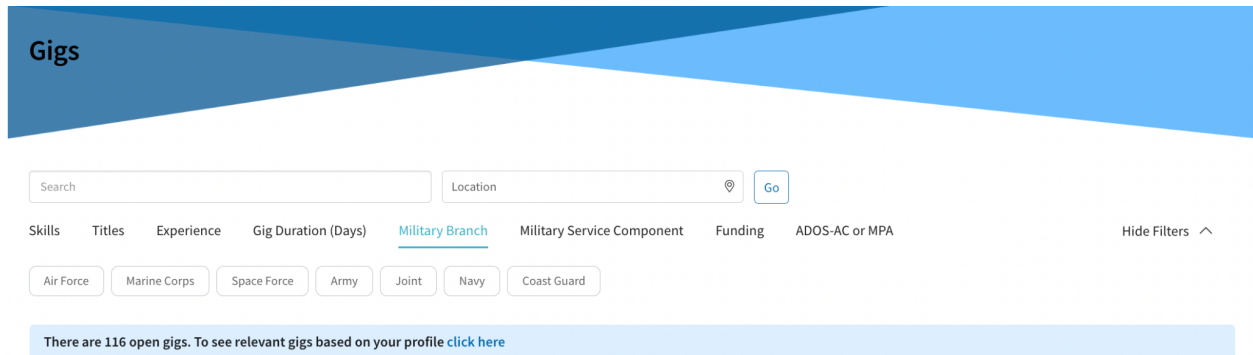 Gigs
Search Location Go
Skills Titles Experience Gig Duration (Days) Military Branch Military Service Component Funding ADOS-AC or MPA Hide Filters
Air Force Marine Corps Space Force Army Joint Navy Coast Guard
There are 116 open gigs. To see relevant gigs based on your profile click here